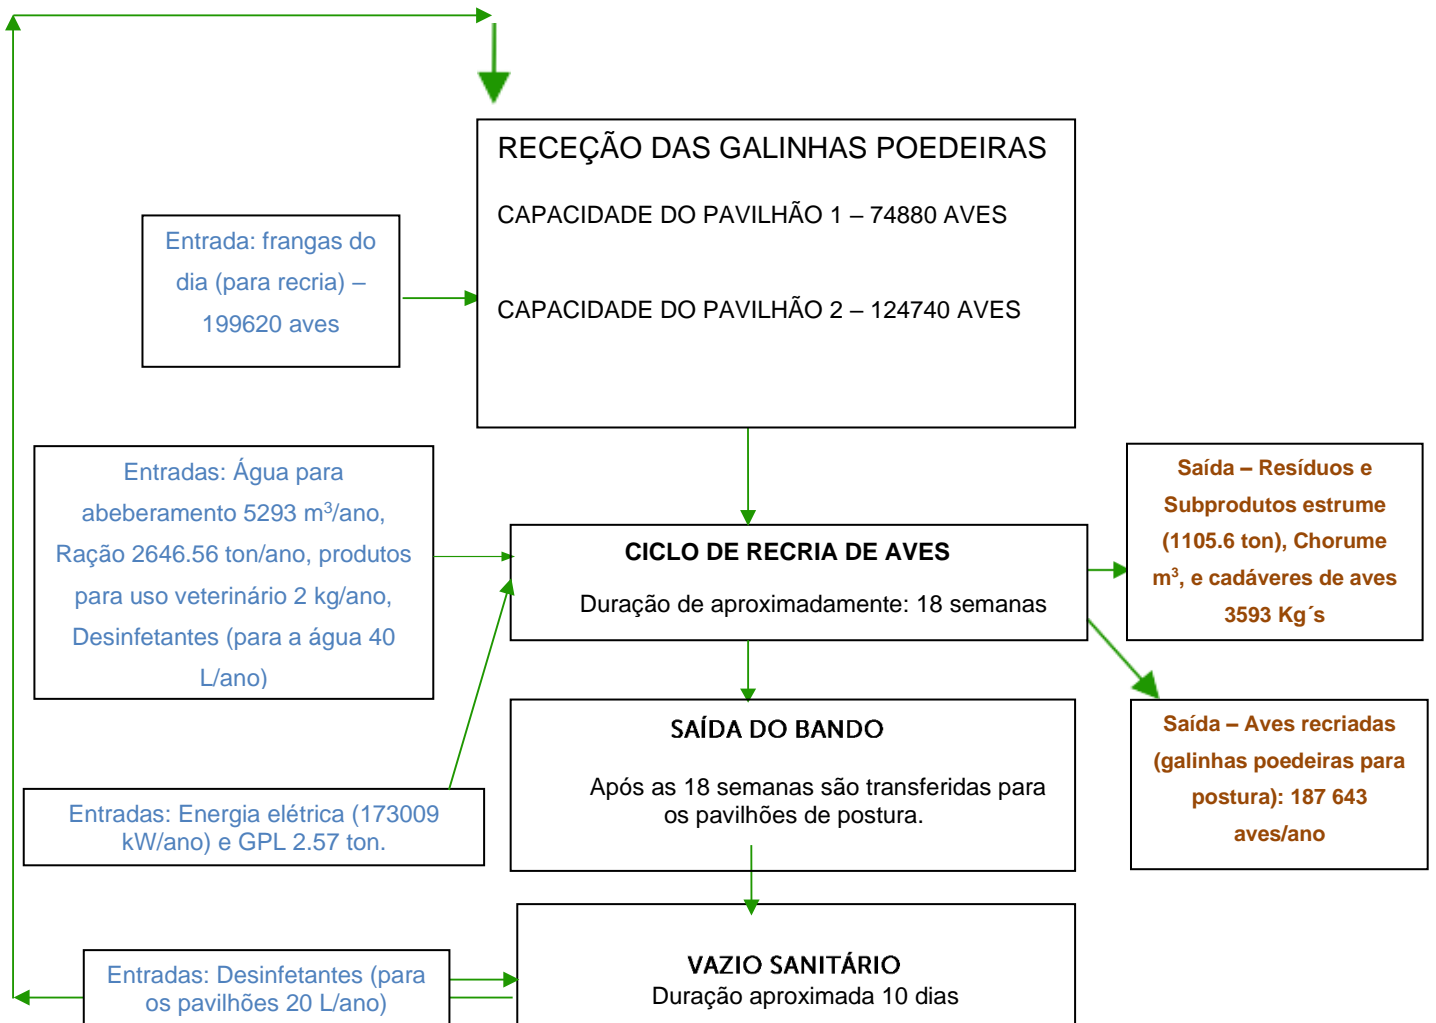 RECEÇÃO DAS GALINHAS POEDEIRAS
CAPACIDADE DO PAVILHÃO 1 – 74880 AVES
CAPACIDADE DO PAVILHÃO 2 – 124740 AVES
Entrada: frangas do
dia (para recria) –
199620 aves
Entradas: Água para
abeberamento 5293 m³/ano,
Ração 2646.56 ton/ano, produtos
para uso veterinário 2 kg/ano,
Desinfetantes (para a água 40
L/ano)
CICLO DE RECRIA DE AVES
Duração de aproximadamente: 18 semanas
Saída – Resíduos e
Subprodutos estrume
(1105.6 ton), Chorume
m³, e cadáveres de aves
3593 Kg´s
SAÍDA DO BANDO
Após as 18 semanas são transferidas para
os pavilhões de postura.
Saída – Aves recriadas
(galinhas poedeiras para
postura): 187 643
aves/ano
Entradas: Energia elétrica (173009
kW/ano) e GPL 2.57 ton.
VAZIO SANITÁRIO
Duração aproximada 10 dias
Entradas: Desinfetantes (para
os pavilhões 20 L/ano)